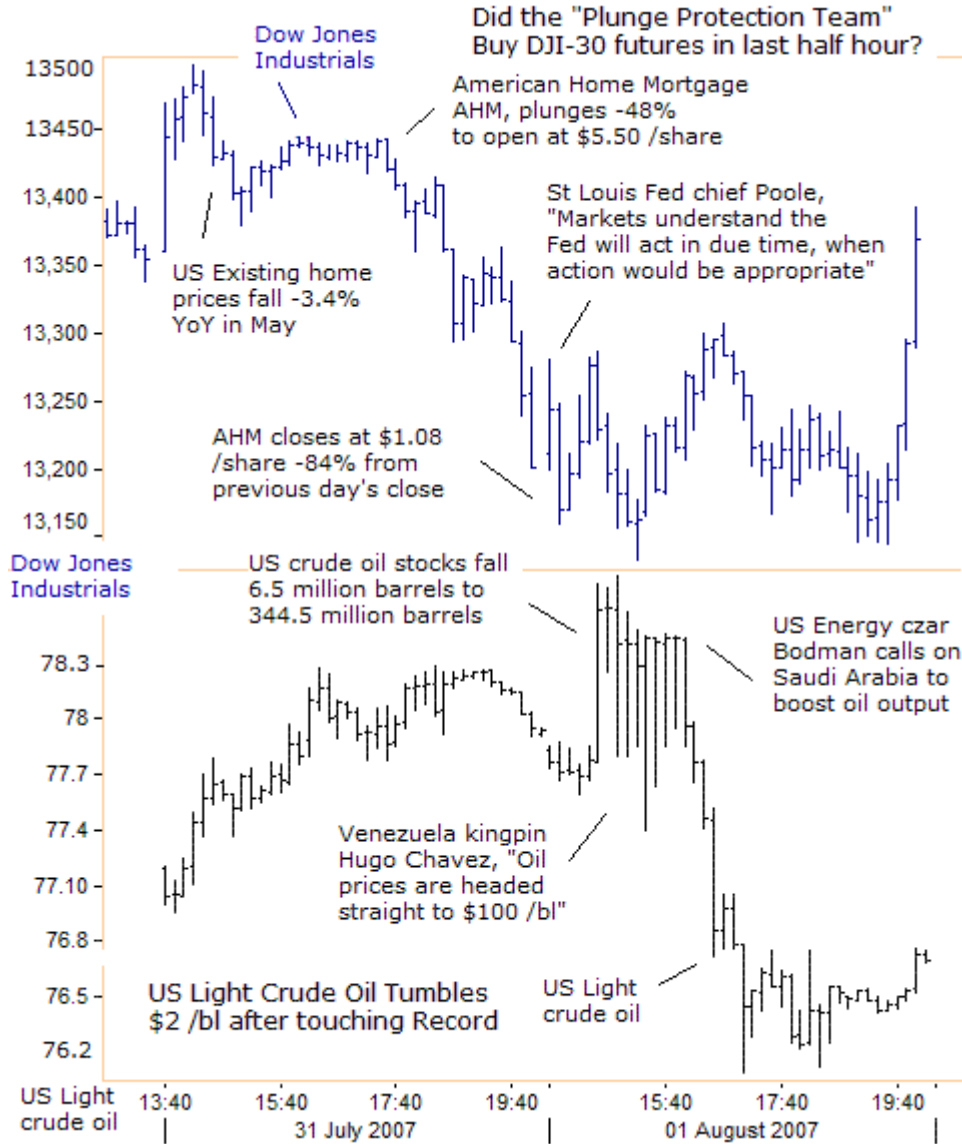 Did the "Plunge Protection Team"
Buy DJI-30 futures in last half hour?
Dow Jones
Industrials
American Home Mortgage
AHM, plunges -48%
to open at $5.50 /share
St Louis Fed chief Poole,
"Markets understand the
Fed will act in due time, when
action would be appropriate"
US Existing home
prices fall -3.4%
YoY in May
AHM closes at $1.08
/share -84% from
previous day's close
13500
13450
13,400
13,350
13,300
13,250
13,200
13,150
Dow Jones
Industrials
US crude oil stocks fall
6.5 million barrels to
344.5 million barrels
US Energy czar
Bodman calls on
Saudi Arabia to
boost oil output
Venezuela kingpin
Hugo Chavez, "Oil
prices are headed
straight to $100 /bl"
US Light
crude oil
US Light Crude Oil Tumbles
$2 /bl after touching Record
78.3
78
77.7
77.4
77.10
76.8
76.5
76.2
US Light
crude oil
13:40 15:40 17:40 19:40 15:40 17:40 19:40
31 July 2007 01 August 2007